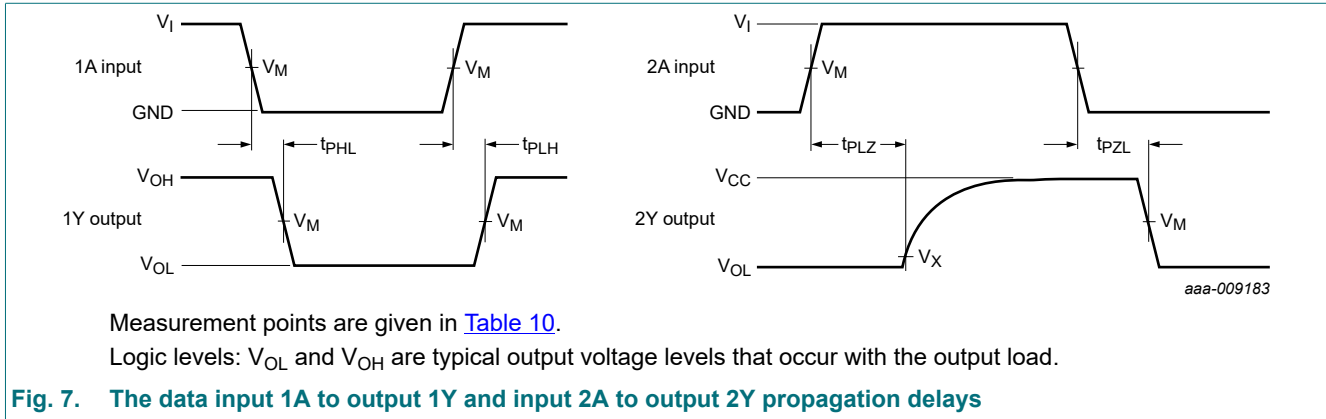 V_I
1A input
V_M
V_M
GND
t_PHL
t_PLH
V_OH
1Y output
V_M
V_M
V_OL
V_I
2A input
V_M
GND
t_PLZ
t_PZL
V_CC
2Y output
V_M
V_X
V_OL
aaa-009183
Measurement points are given in Table 10.
Logic levels: V_OL and V_OH are typical output voltage levels that occur with the output load.
Fig. 7. The data input 1A to output 1Y and input 2A to output 2Y propagation delays